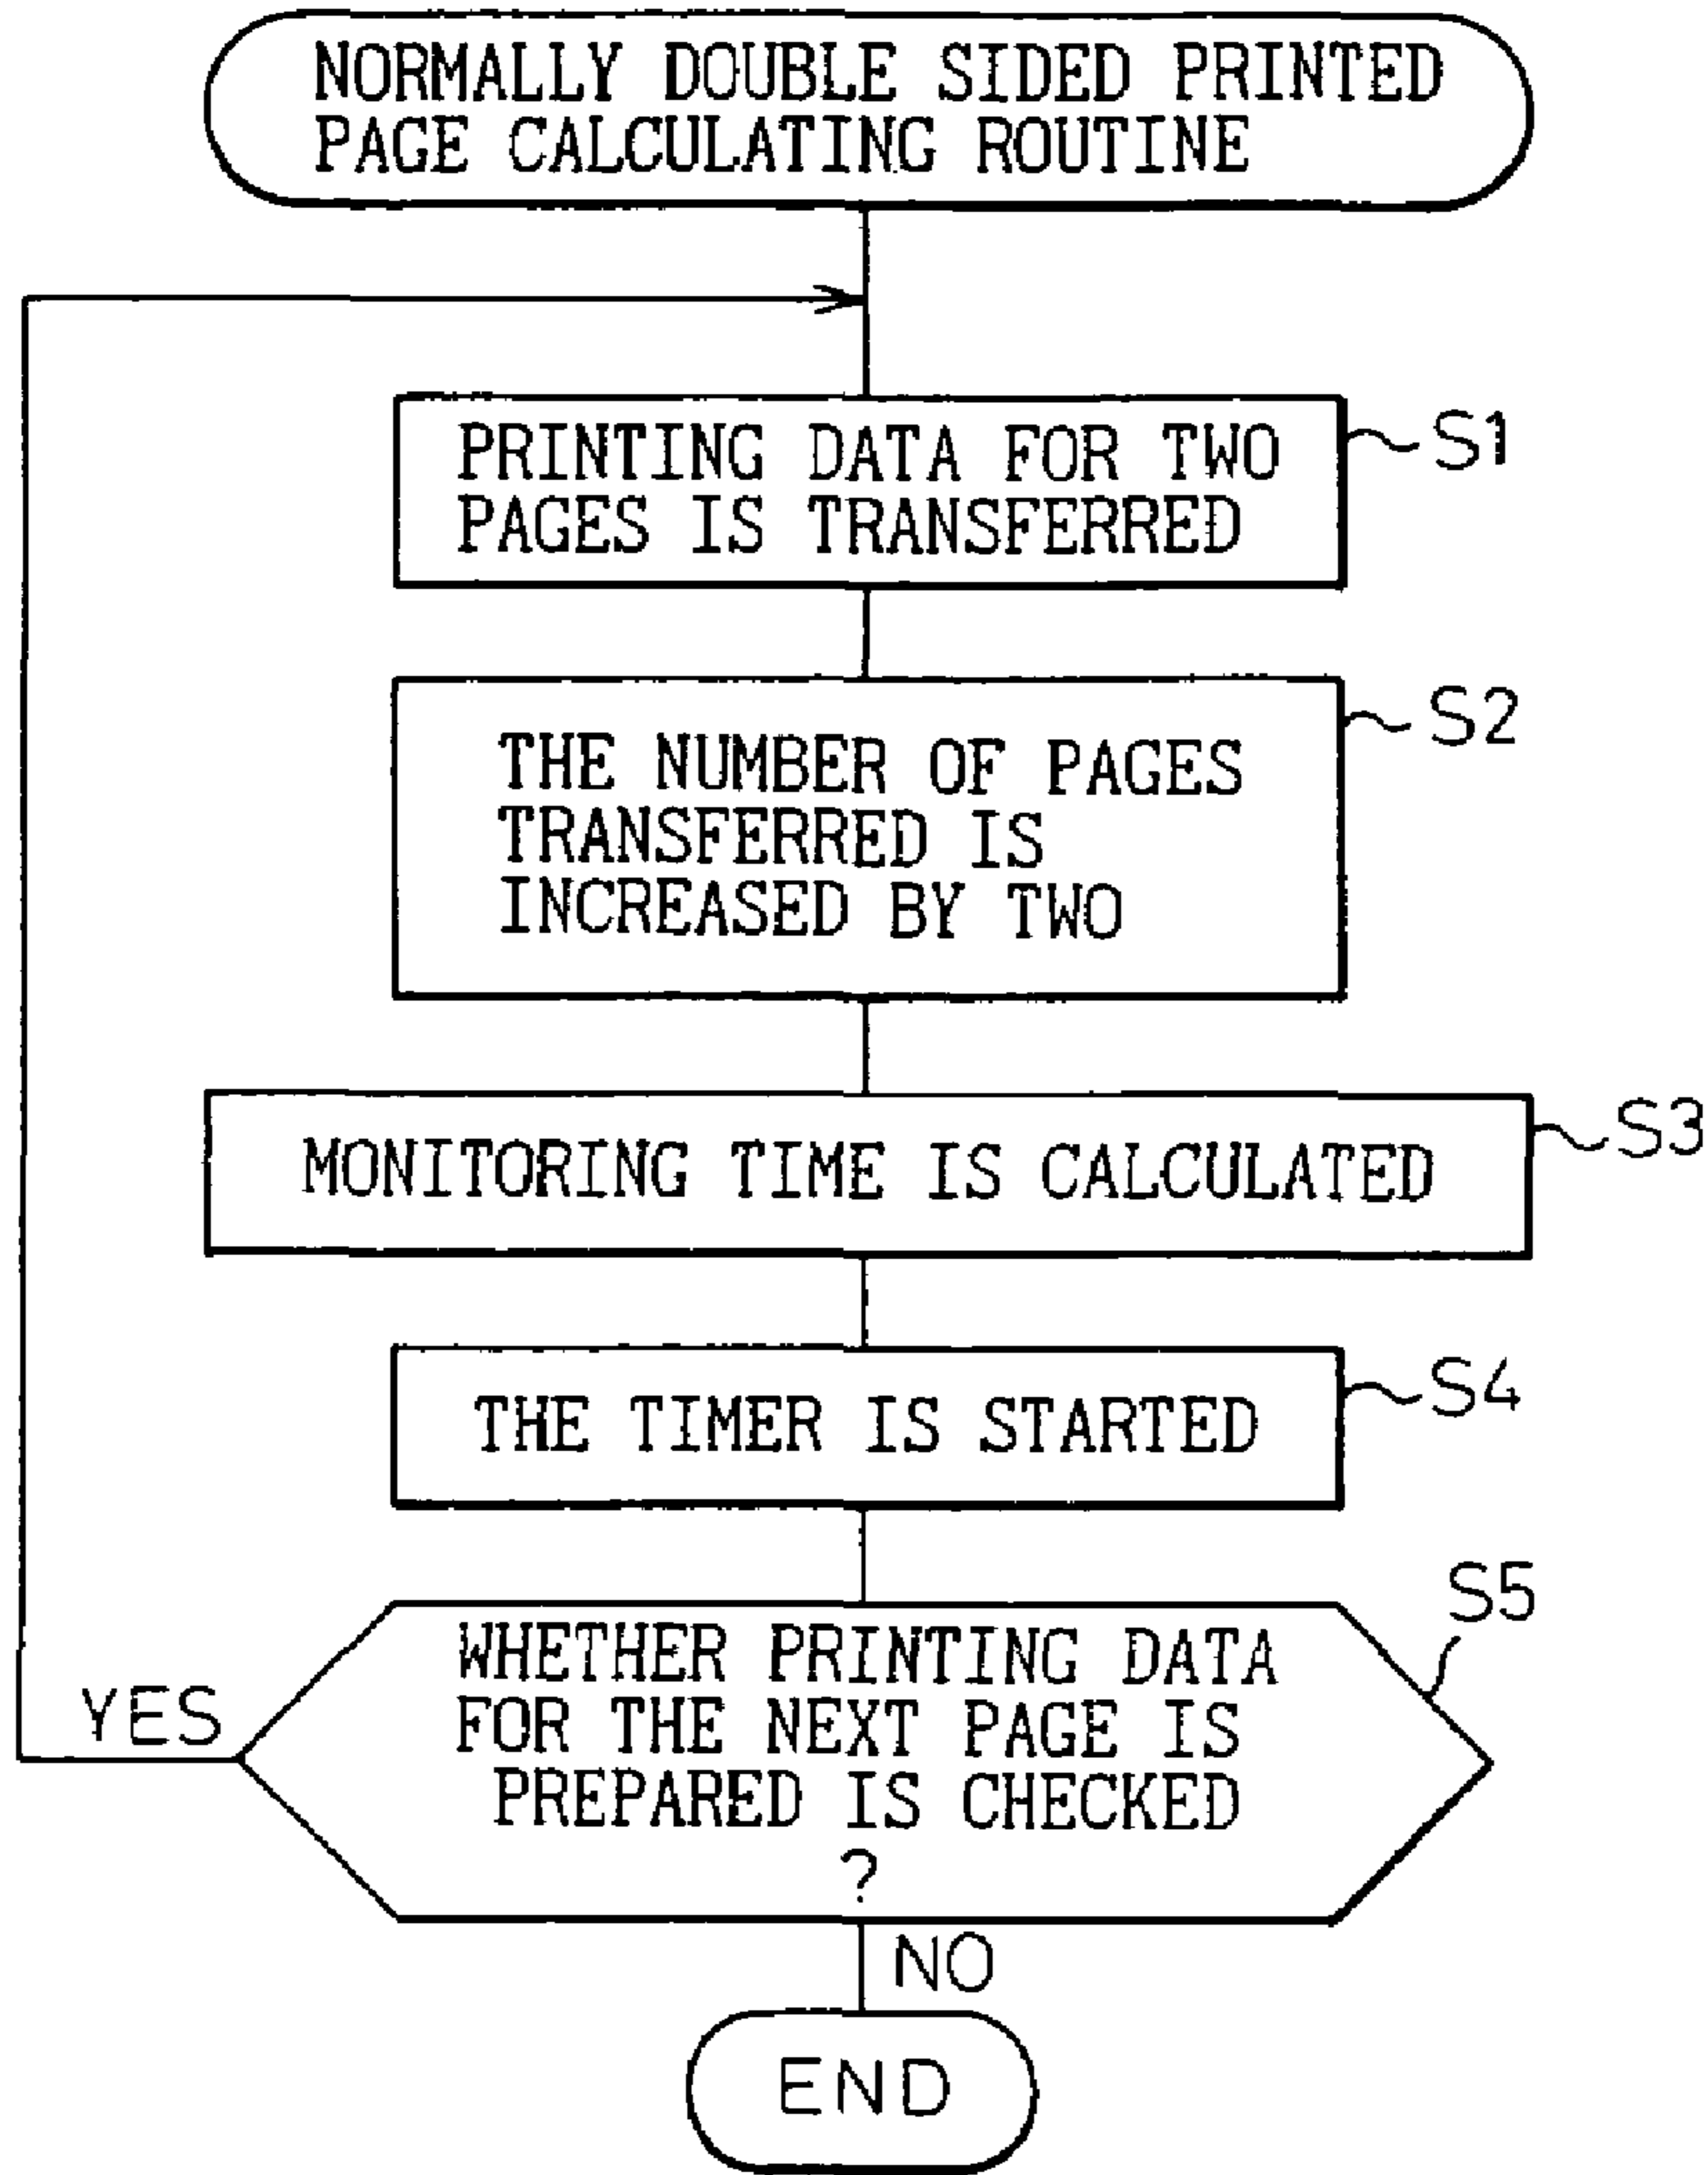 NORMALLY DOUBLE SIDED PRINTED
PAGE CALCULATING ROUTINE
PRINTING DATA FOR TWO
PAGES IS TRANSFERRED
S1
THE NUMBER OF PAGES
TRANSFERRED IS
INCREASED BY TWO
S2
MONITORING TIME IS CALCULATED
S3
THE TIMER IS STARTED
S4
WHETHER PRINTING DATA
FOR THE NEXT PAGE IS
PREPARED IS CHECKED
?
S5
YES
NO
END